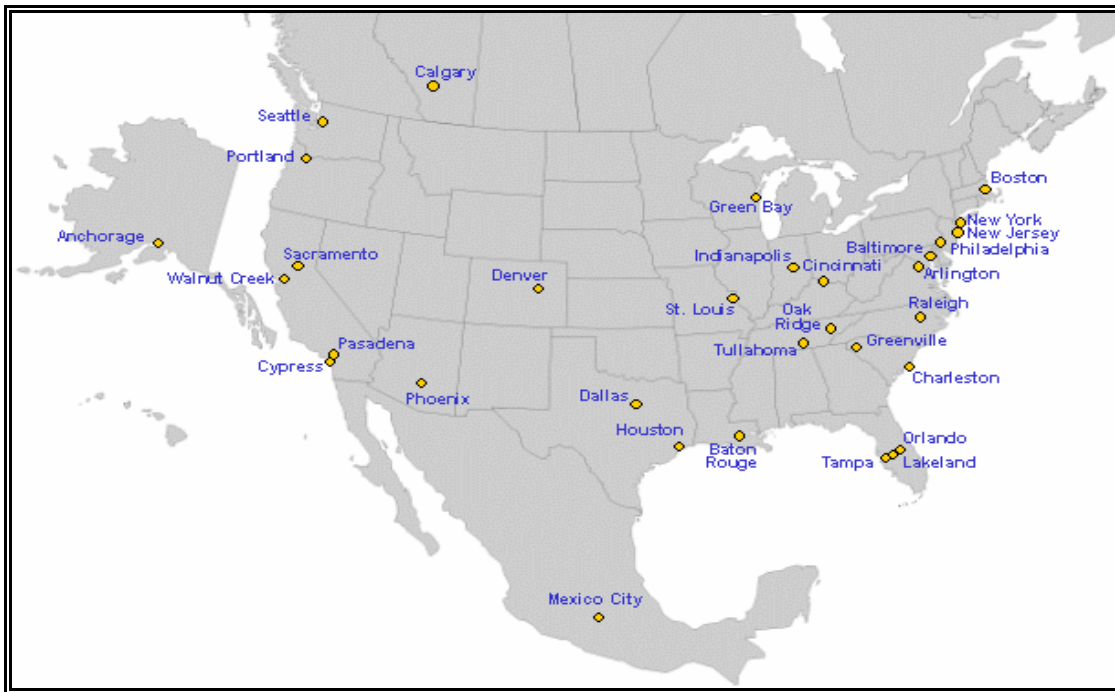 Calgary
Seattle
Portland
Boston
Green Bay
New York
New Jersey
Anchorage
Baltimore
Philadelphia
Sacramento
Indianapolis
Cincinnati
Arlington
Walnut Creek
Denver
St. Louis
Oak
Ridge
Raleigh
Pasadena
Tullahoma
Greenville
Cypress
Charleston
Phoenix
Dallas
Houston
Baton
Rouge
Orlando
Tampa
Lakeland
Mexico City